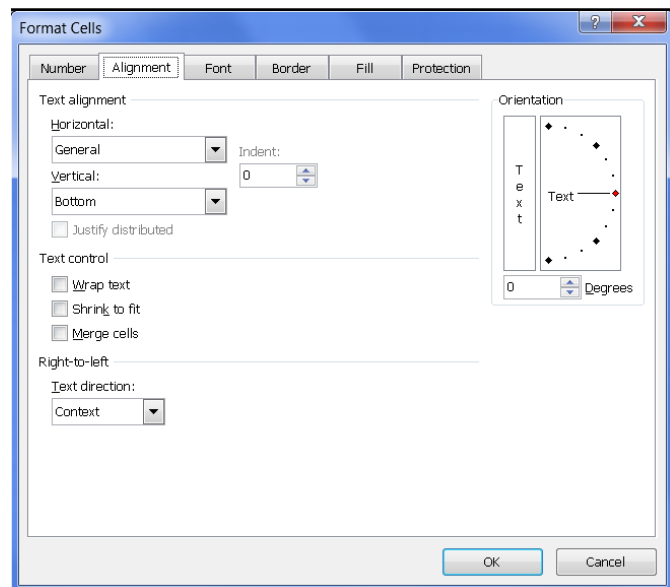 Format Cells
?
X
Number Alignment Font Border Fill Protection
Text alignment
Horizontal:
General
Indent:
0
Vertical:
Bottom
Justify distributed
Text control
Wrap text
Shrink to fit
Merge cells
Right-to-left
Text direction:
Context
Orientation
Text
Text
0 Degrees
OK Cancel